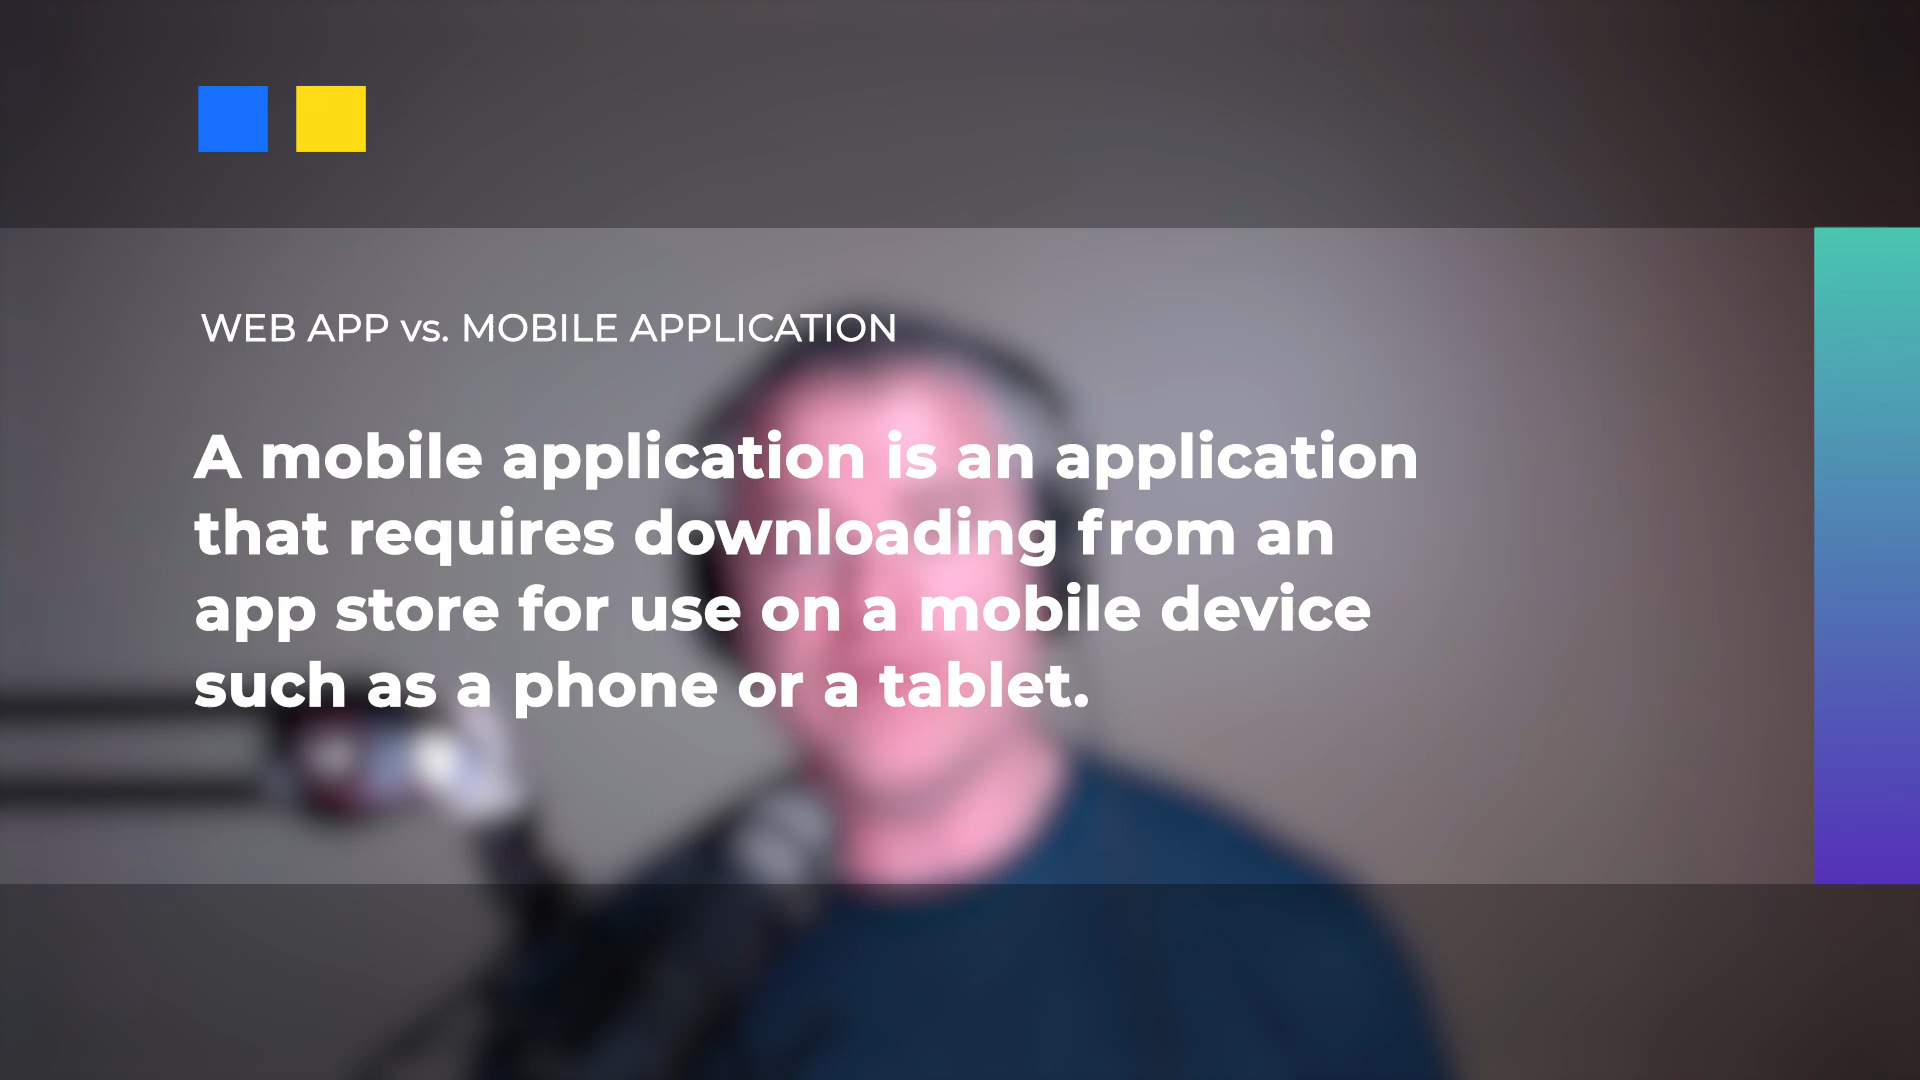 WEB APP vs. MOBILE APPLICATION
A mobile application is an application
that requires downloading from an
app store for use on a mobile device
such as a phone or a tablet.